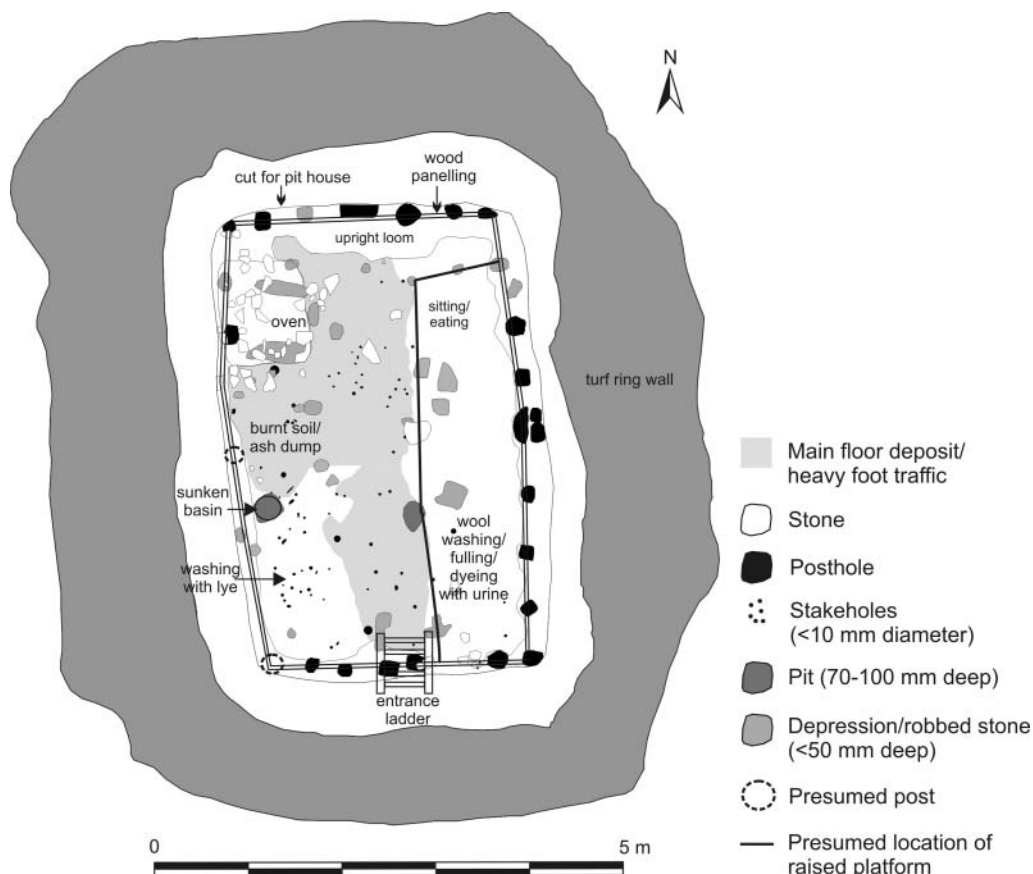 N
wood
panelling
cut for pit house
upright loom
sitting/
eating
oven
turf ring wall
burnt soil/
ash dump
sunken
basin
wool
washing/
fulling/
dyeing
with urine
washing
with lye
entrance
ladder
0
5 m
Main floor deposit/
heavy foot traffic
Stone
Posthole
Stakeholes
(<10 mm diameter)
Pit (70-100 mm deep)
Depression/robbed stone
(<50 mm deep)
Presumed post
Presumed location of
raised platform